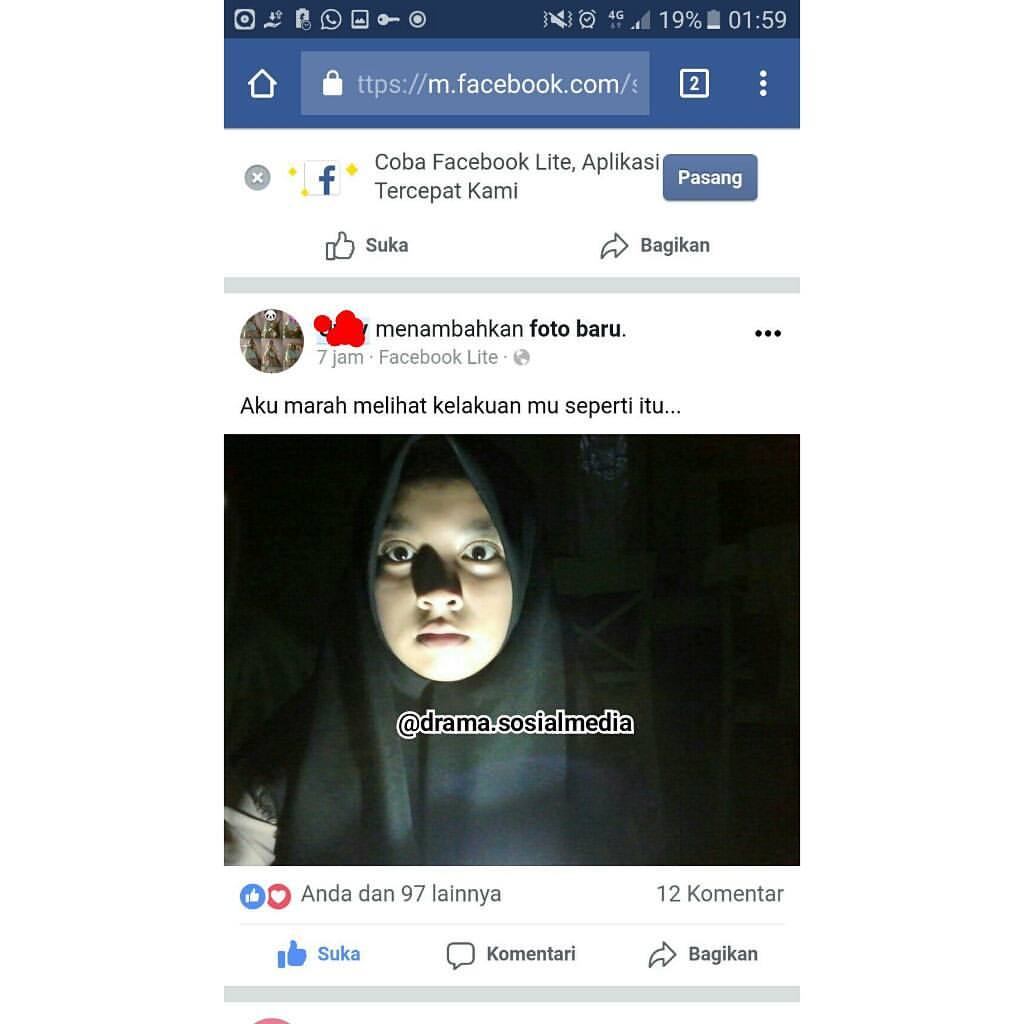 4G 19% 01:59
ttps://m.facebook.com/s
2
Coba Facebook Lite, Aplikasi
Tercepat Kami
Pasang
Suka
Bagikan
menambahkan foto baru.
7 jam · Facebook Lite ·
Aku marah melihat kelakuan mu seperti itu...
@drama.sosialmedia
Anda dan 97 lainnya
12 Komentar
Suka
Komentari
Bagikan